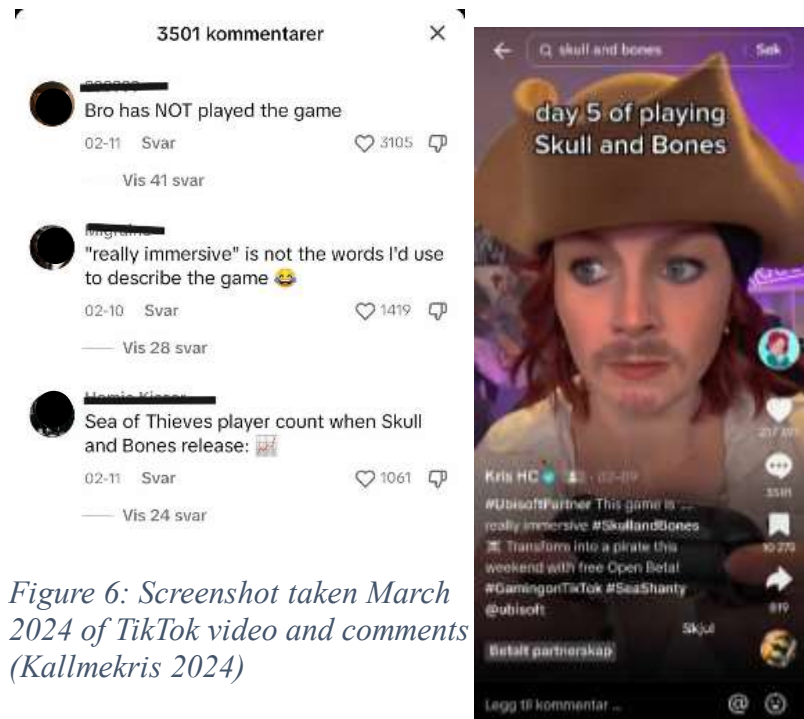 3501 kommentarer
Bro has NOT played the game
02-11 Svar
3105
Vis 41 svar
"really immersive" is not the words I'd use
to describe the game 😂
02-10 Svar
1419
Vis 28 svar
Sea of Thieves player count when Skull
and Bones release: 📈
02-11 Svar
1061
Vis 24 svar
Figure 6: Screenshot taken March
2024 of TikTok video and comments
(Kallmekris 2024)
skull and bones
Søk
day 5 of playing
Skull and Bones
Kris HC
02-09
3501
#UbisoftPartner This game is ...
really immersive #SkullandBones
☠️ Transform into a pirate this
weekend with free Open Beta!
10 270
#GamingonTikTok #SeaShanty
@ubisoft
819
Skjul
Betalt partnerskap
Legg til kommentar ...